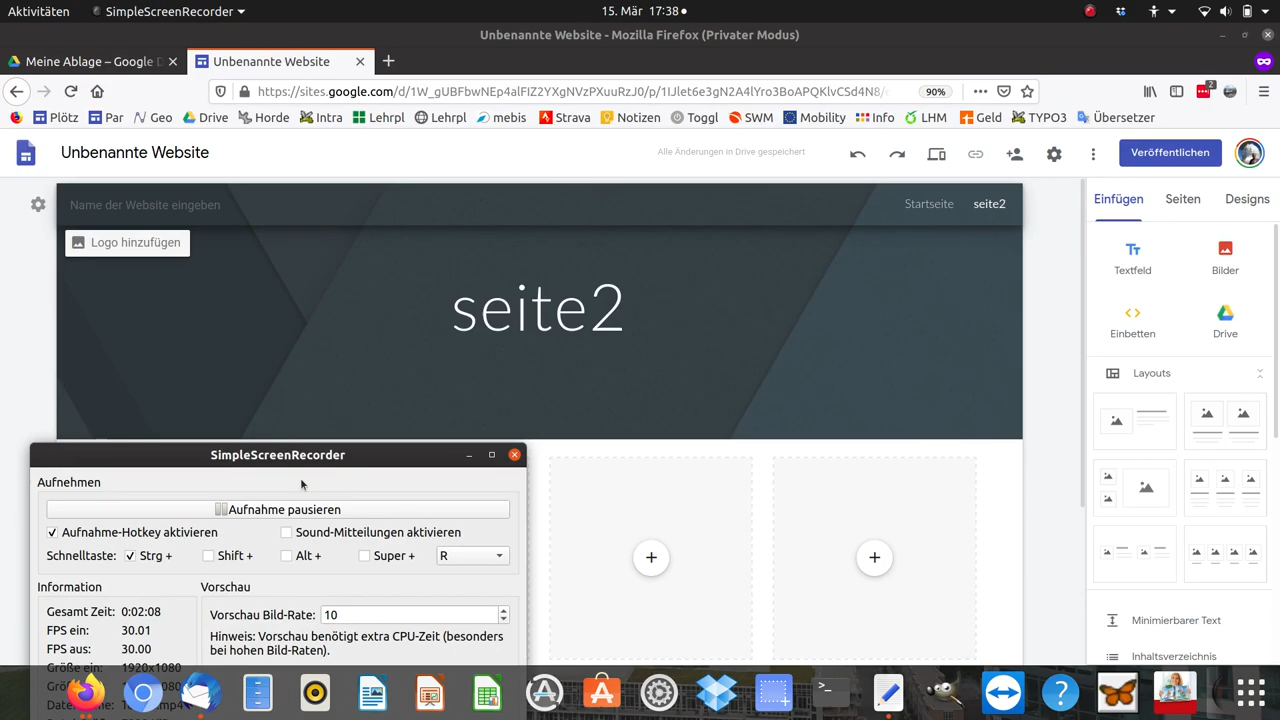 Aktivitäten
SimpleScreenRecorder
15. Mär 17:38
Unbenannte Website - Mozilla Firefox (Privater Modus)
Meine Ablage – Google D
Unbenannte Website
https://sites.google.com/d/1W_gUBFbwNEp4alFIZ2YXgNVzPXuuRzJ0/p/1IJlet6e3gN2A4lYro3BoAPQKlvCSd4N8/
90%
2
Plötz
Par
Geo
Drive
Horde
Intra
Lehrpl
Lehrpl
mebis
Strava
Notizen
Toggl
SWM
Mobility
Info
LHM
Geld
TYPO3
Übersetzer
Unbenannte Website
Alle Änderungen in Drive gespeichert
Veröffentlichen
Name der Website eingeben
Startseite
seite2
Logo hinzufügen
seite2
Einfügen
Seiten
Designs
Textfeld
Bilder
Einbetten
Drive
Layouts
Minimierbarer Text
Inhaltsverzeichnis
SimpleScreenRecorder
Aufnehmen
Aufnahme pausieren
Aufnahme-Hotkey aktivieren
Sound-Mitteilungen aktivieren
Schnelltaste:
Strg +
Shift +
Alt +
Super +
R
Information
Vorschau
Gesamt Zeit: 0:02:08
FPS ein: 30.01
FPS aus: 30.00
Größe ein: 1920x1080
Vorschau Bild-Rate: 10
Hinweis: Vorschau benötigt extra CPU-Zeit (besonders
bei hohen Bild-Raten).